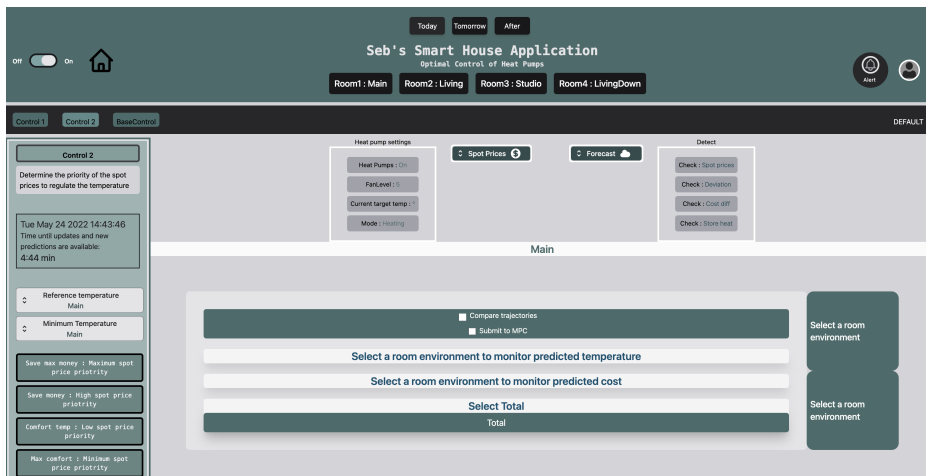 Today Tomorrow After
Seb's Smart House Application
Optimal Control of Heat Pumps
Off On
Room1 : Main Room2 : Living Room3 : Studio Room4 : LivingDown
Alert
Control 1 Control 2 BaseControl
DEFAULT
Control 2
Determine the priority of the spot
prices to regulate the temperature
Tue May 24 2022 14:43:46
Time until updates and new
predictions are available:
4:44 min
Reference temperature
Main
Minimum Temperature
Main
Save max money : Maximum spot
price priotrity
Save money : High spot price
priotrity
Comfort temp : Low spot price
priority
Max comfort : Minimum spot
price priotrity
Heat pump settings
Heat Pumps : On
FanLevel : 5
Current target temp : °
Mode : Heating
Spot Prices
Forecast
Detect
Check : Spot prices
Check : Deviation
Check : Cost diff
Check : Store heat
Main
Compare trajectories
Submit to MPC
Select a room environment to monitor predicted temperature
Select a room environment to monitor predicted cost
Select Total
Total
Select a room
environment
Select a room
environment